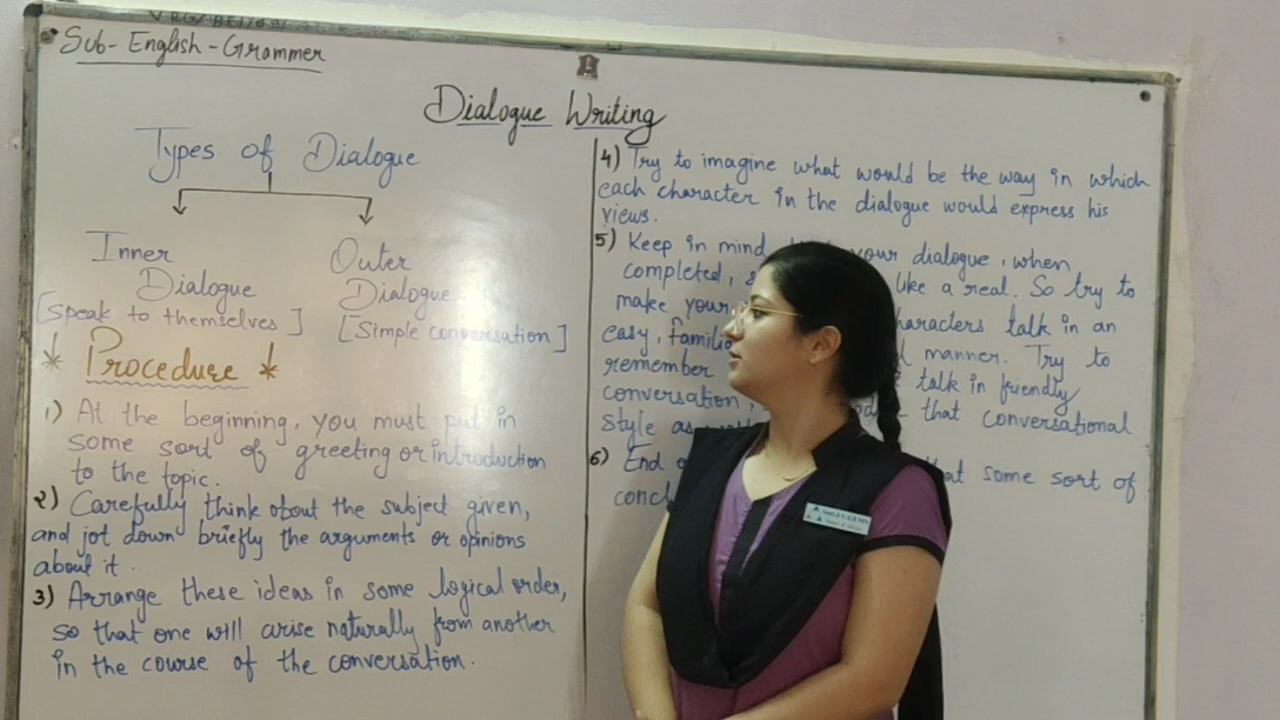 Sub- English - Grammer
Dialogue Writing
Types of Dialogue
Inner
Dialogue
[speak to themselves]
Outer
Dialogue
[Simple conversation]
* Procedure *
1) At the beginning, you must put in
some sort of greeting or introduction
to the topic.
2) Carefully think about the subject given,
and jot down briefly the arguments or opinions
about it.
3) Arrange these ideas in some logical order,
so that one will arise naturally from another
in the course of the conversation.
4) Try to imagine what would be the way in which
each character in the dialogue would express his
views.
5) Keep in mind your dialogue, when
completed, like a real. So try to
make your characters talk in an
easy, manner. Try to
remember talk in friendly
conversation, that conversational
style as
6) End some sort of